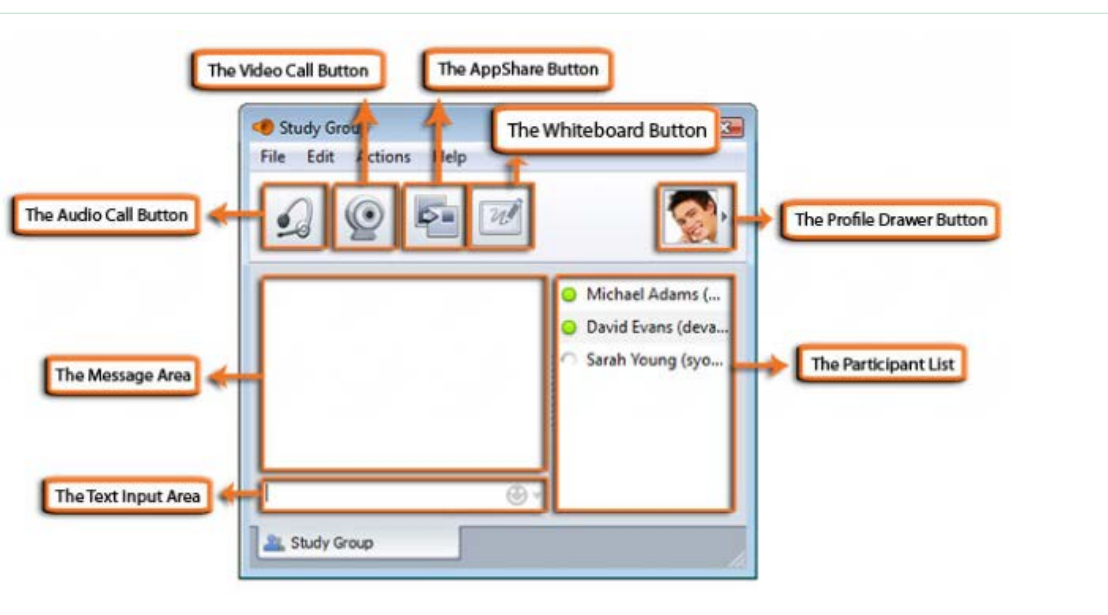 The Video Call Button
The AppShare Button
Study Grou
The Whiteboard Button
File Edit Actions Help
The Audio Call Button
The Profile Drawer Button
Michael Adams (...
David Evans (deva...
Sarah Young (syo...
The Message Area
The Participant List
The Text Input Area
Study Group